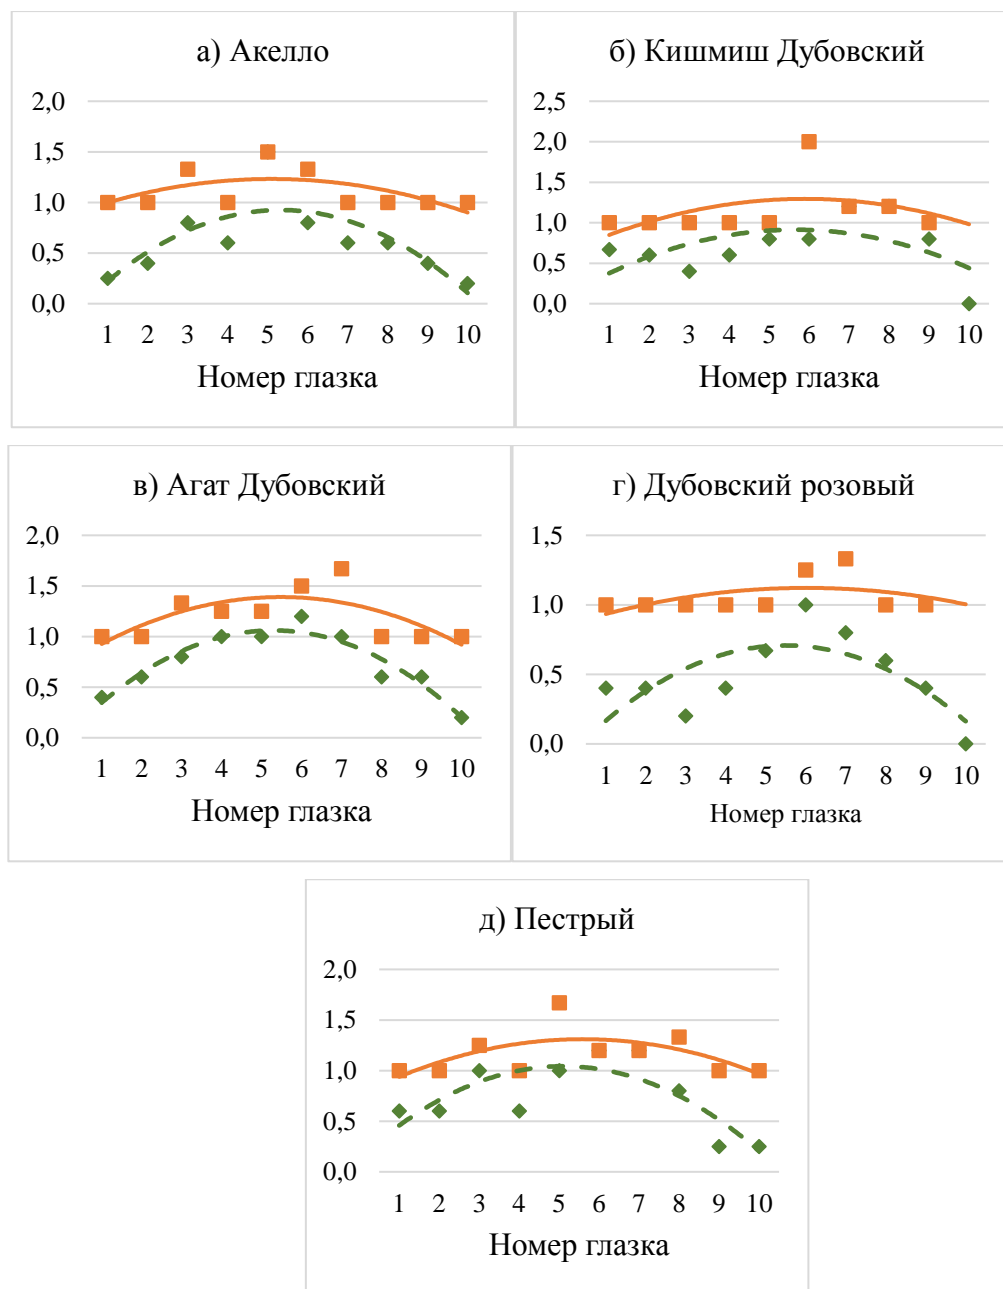 а) Акелло
2,0
1,5
1,0
0,5
0,0
1 2 3 4 5 6 7 8 9 10
Номер глазка
б) Кишмиш Дубовский
2,5
2,0
1,5
1,0
0,5
0,0
1 2 3 4 5 6 7 8 9 10
Номер глазка
в) Агат Дубовский
2,0
1,5
1,0
0,5
0,0
1 2 3 4 5 6 7 8 9 10
Номер глазка
г) Дубовский розовый
1,5
1,0
0,5
0,0
1 2 3 4 5 6 7 8 9 10
Номер глазка
д) Пестрый
2,0
1,5
1,0
0,5
0,0
1 2 3 4 5 6 7 8 9 10
Номер глазка